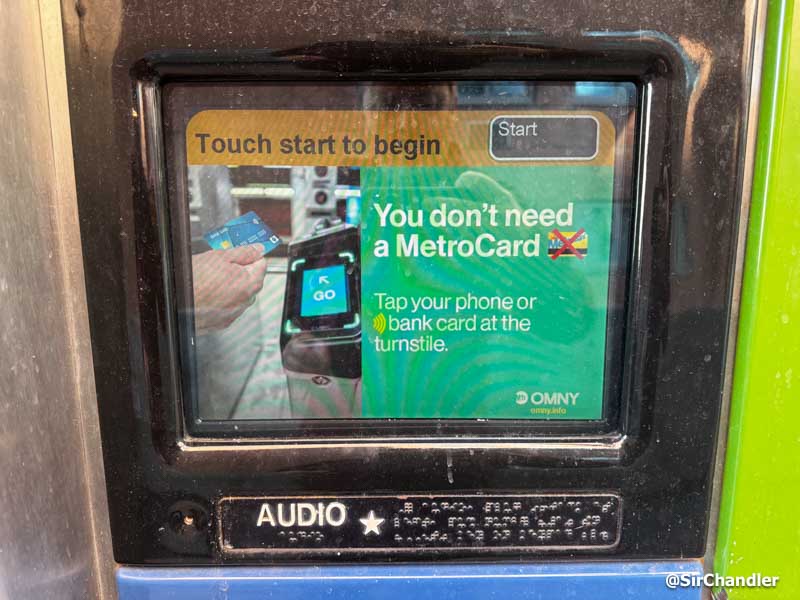 Touch start to begin
Start
You don't need
a MetroCard
GO
Tap your phone or
bank card at the
turnstile.
OMNY
omny.info
AUDIO
@SirChandler